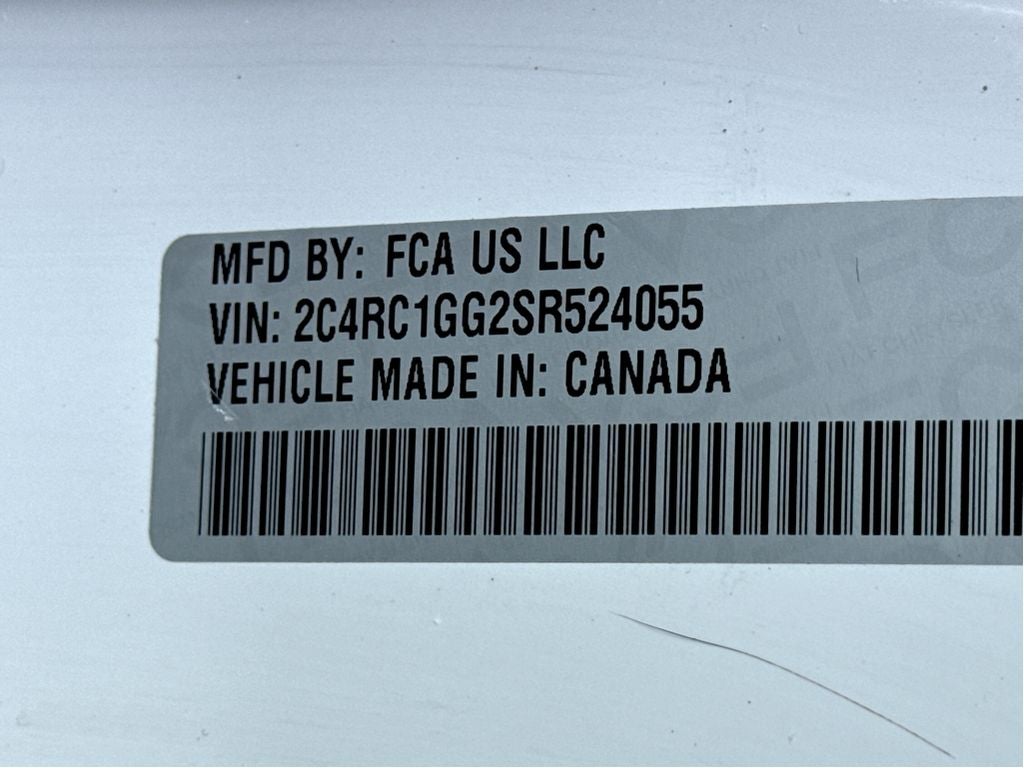 MFD BY: FCA US LLC
VIN: 2C4RC1GG2SR524055
VEHICLE MADE IN: CANADA